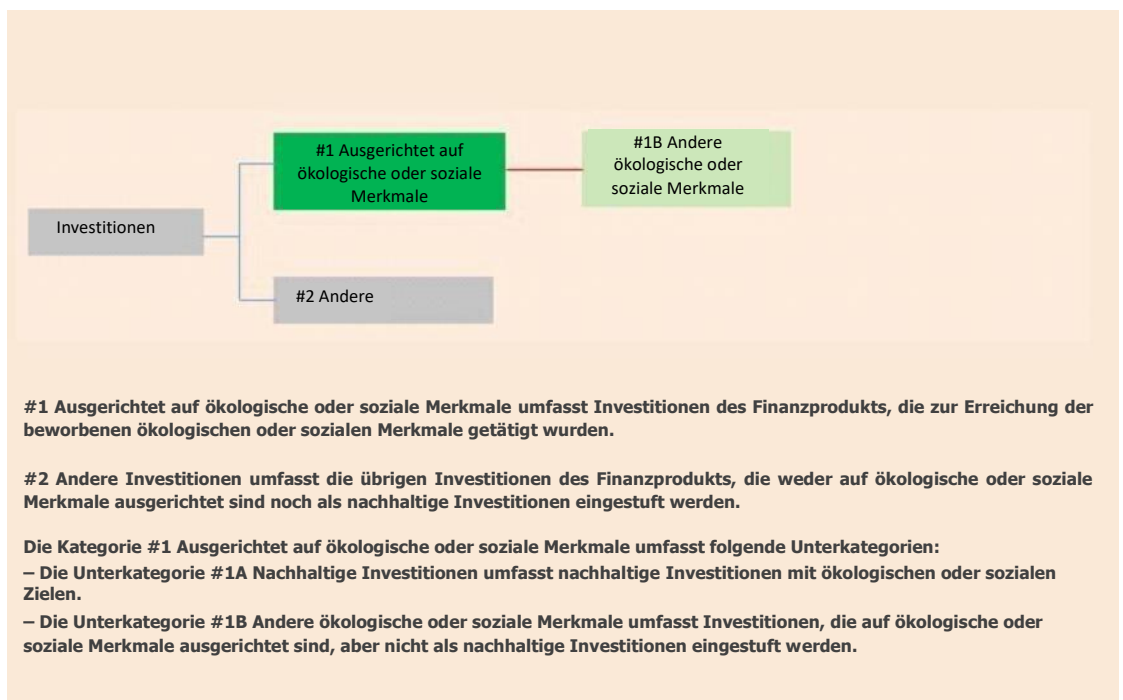 #1 Ausgerichtet auf
ökologische oder soziale
Merkmale
#1B Andere
ökologische oder
soziale Merkmale
Investitionen
#2 Andere
#1 Ausgerichtet auf ökologische oder soziale Merkmale umfasst Investitionen des Finanzprodukts, die zur Erreichung der
beworbenen ökologischen oder sozialen Merkmale getätigt wurden.
#2 Andere Investitionen umfasst die übrigen Investitionen des Finanzprodukts, die weder auf ökologische oder soziale
Merkmale ausgerichtet sind noch als nachhaltige Investitionen eingestuft werden.
Die Kategorie #1 Ausgerichtet auf ökologische oder soziale Merkmale umfasst folgende Unterkategorien:
– Die Unterkategorie #1A Nachhaltige Investitionen umfasst nachhaltige Investitionen mit ökologischen oder sozialen
Zielen.
– Die Unterkategorie #1B Andere ökologische oder soziale Merkmale umfasst Investitionen, die auf ökologische oder
soziale Merkmale ausgerichtet sind, aber nicht als nachhaltige Investitionen eingestuft werden.